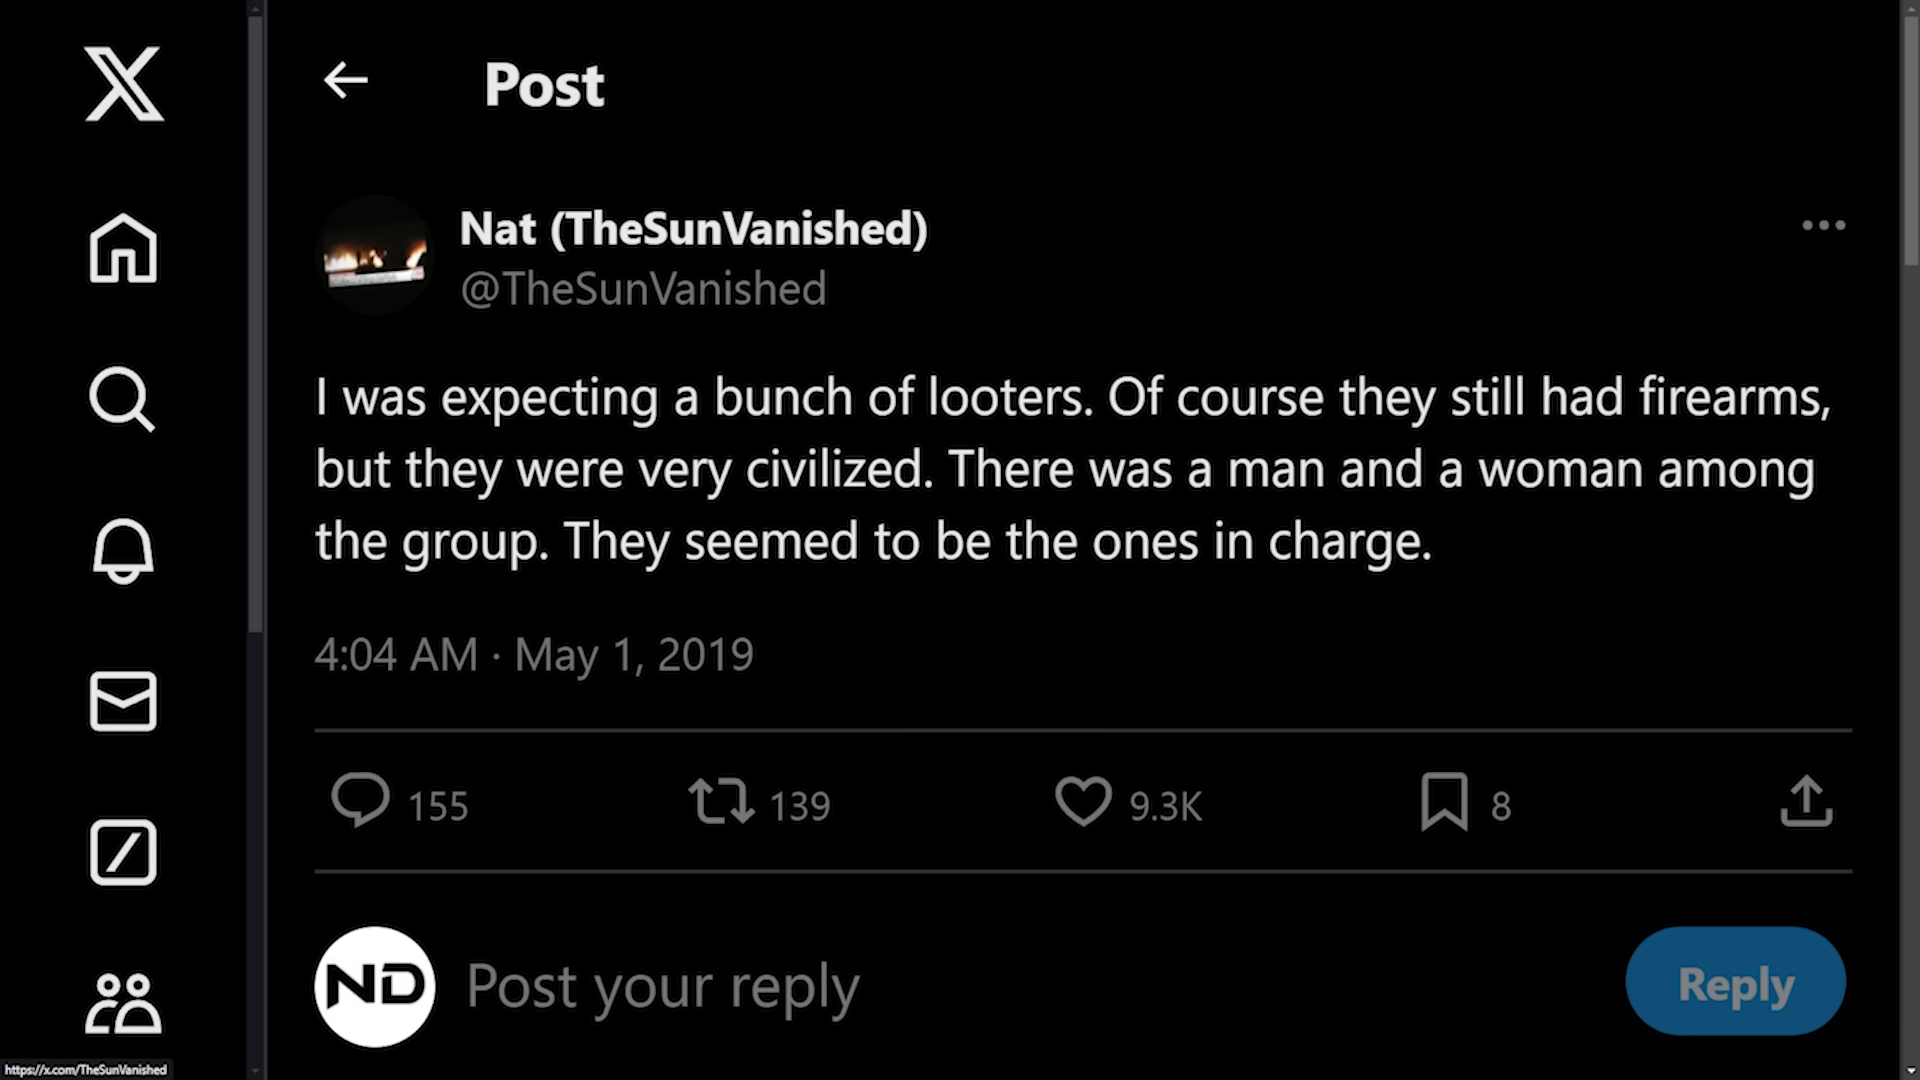 Post
Nat (TheSunVanished)
@TheSunVanished
I was expecting a bunch of looters. Of course they still had firearms,
but they were very civilized. There was a man and a woman among
the group. They seemed to be the ones in charge.
4:04 AM · May 1, 2019
155 139 9.3K 8
ND Post your reply Reply
https://x.com/TheSunVanished